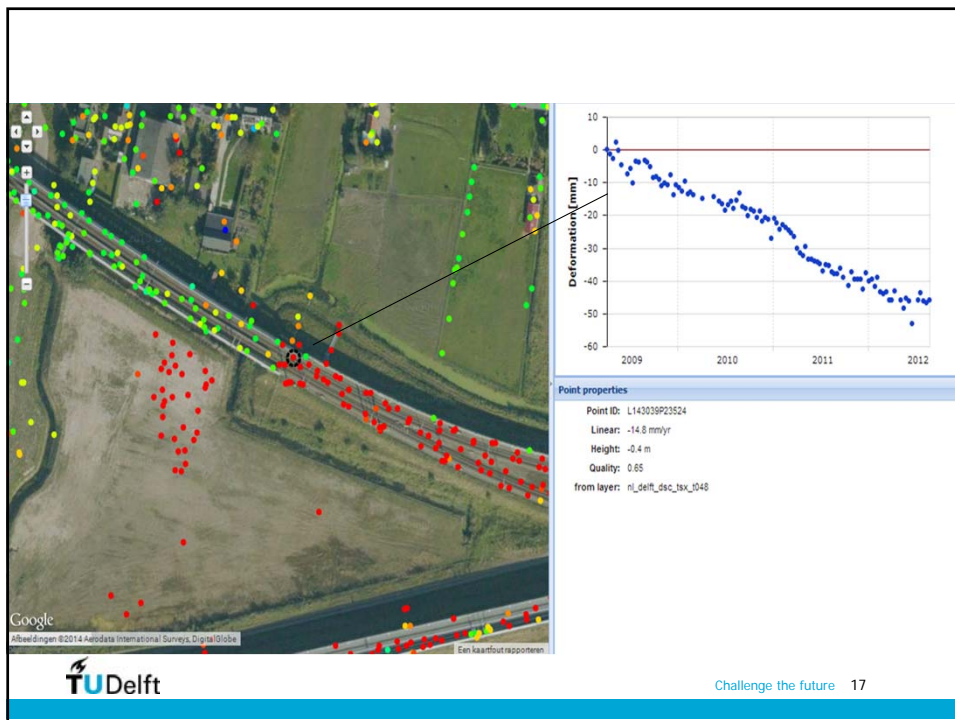 10
0
-10
-20
-30
-40
-50
-60
Deformation [mm]
2009
2010
2011
2012
Point properties
Point ID: L143039P23524
Linear: -14.8 mm/yr
Height: -0.4 m
Quality: 0.65
from layer: nl_delft_dsc_tsx_t048
Google
Afbeeldingen ©2014 Aerodata International Surveys, DigitalGlobe
Een kaartfout rapporteren
TUDelft
Challenge the future 17